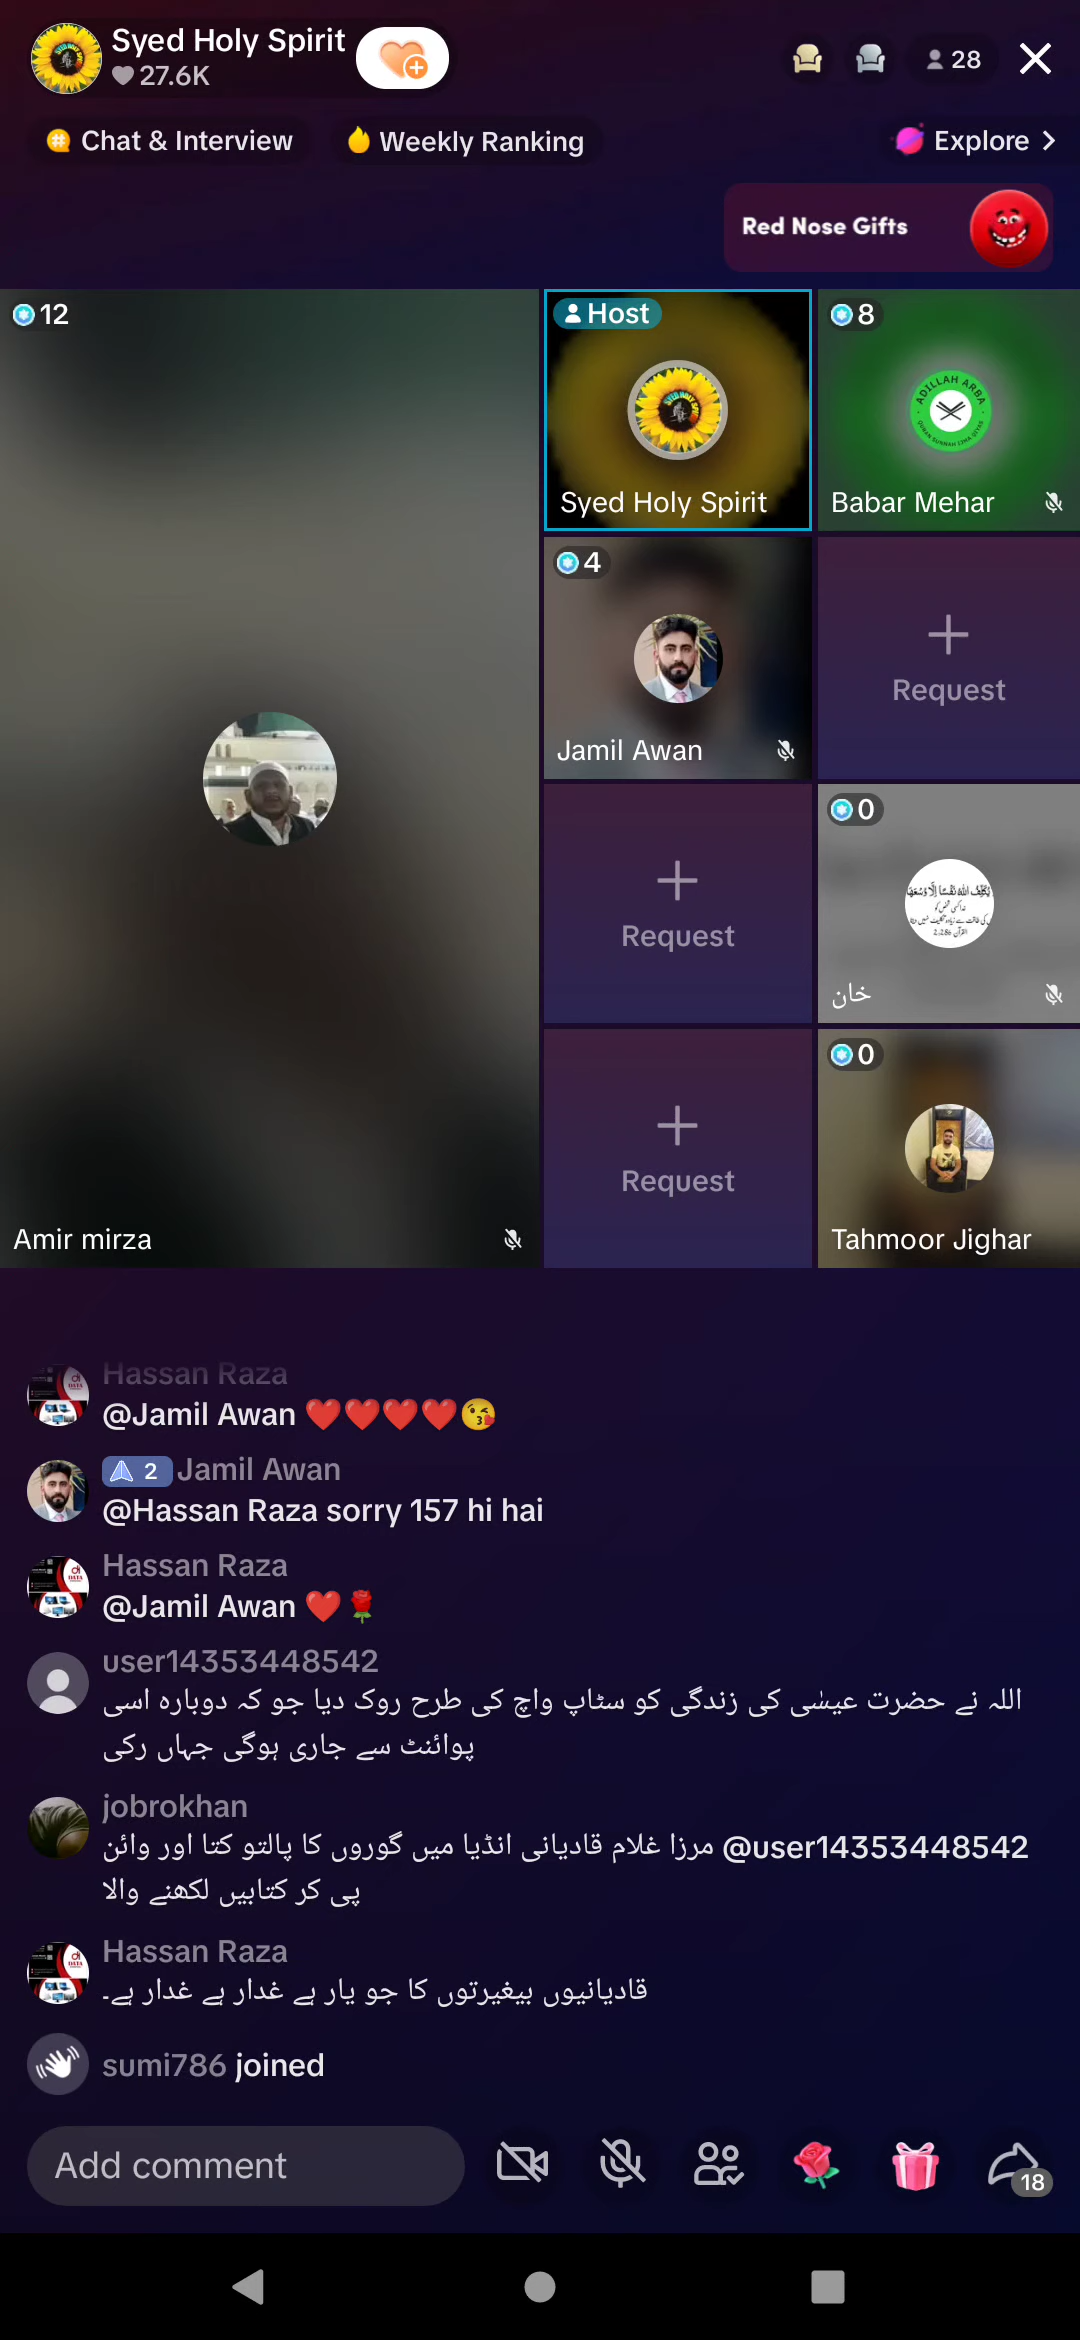 Syed Holy Spirit
27.6K
28
Chat & Interview
Weekly Ranking
Explore
Red Nose Gifts
12
Host
8
ADILLAH ARBA
Syed Holy Spirit
Babar Mehar
4
Request
Jamil Awan
Request
0
خان
Request
0
Amir mirza
Tahmoor Jighar
Hassan Raza
@Jamil Awan ❤️❤️❤️❤️😘
2 Jamil Awan
@Hassan Raza sorry 157 hi hai
Hassan Raza
@Jamil Awan ❤️🌹
user14353448542
اللہ نے حضرت عیسٰی کی زندگی کو سٹاپ واچ کی طرح روک دیا جو کہ دوبارہ اسی
پوائنٹ سے جاری ہوگی جہاں رکی
jobrokhan
@user14353448542 مرزا غلام قادیانی انڈیا میں گوروں کا پالتو کتا اور وائن
پی کر کتابیں لکھنے والا
Hassan Raza
قادیانیوں بیغیرتوں کا جو یار ہے غدار ہے غدار ہے۔
sumi786 joined
Add comment
18